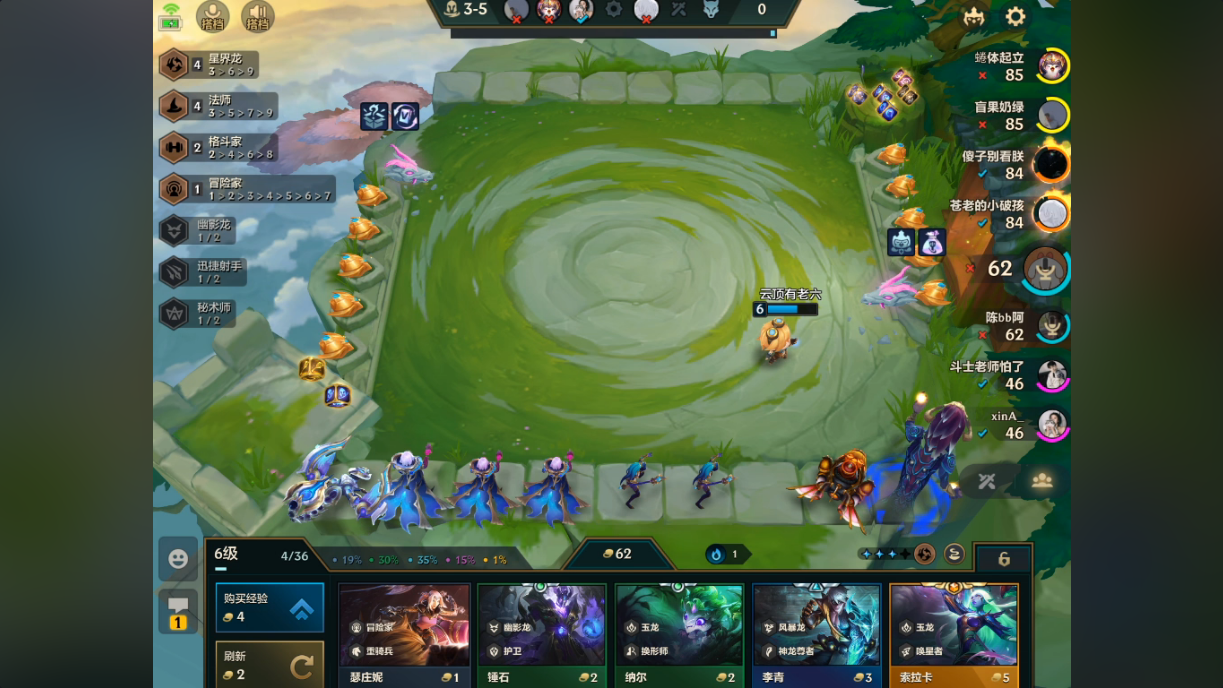 搭档
搭档
3-5
0
4
星界龙
3 > 6 > 9
4
法师
3 > 5 > 7 > 9
2
格斗家
2 > 4 > 6 > 8
1
冒险家
1 > 2 > 3 > 4 > 5 > 6 > 7
幽影龙
1 / 2
迅捷射手
1 / 2
秘术师
1 / 2
蜷体起立
85
盲果奶绿
85
傻子别看朕
84
苍老的小破孩
84
62
陈bb阿
62
斗士老师怕了
46
xinA_
46
云顶有老六
6
6级
4/36
19%
30%
35%
15%
1%
62
1
1
购买经验
4
刷新
2
冒险家
重骑兵
瑟庄妮
1
幽影龙
护卫
锤石
2
玉龙
换形师
纳尔
2
风暴龙
神龙尊者
李青
3
玉龙
唤星者
索拉卡
5